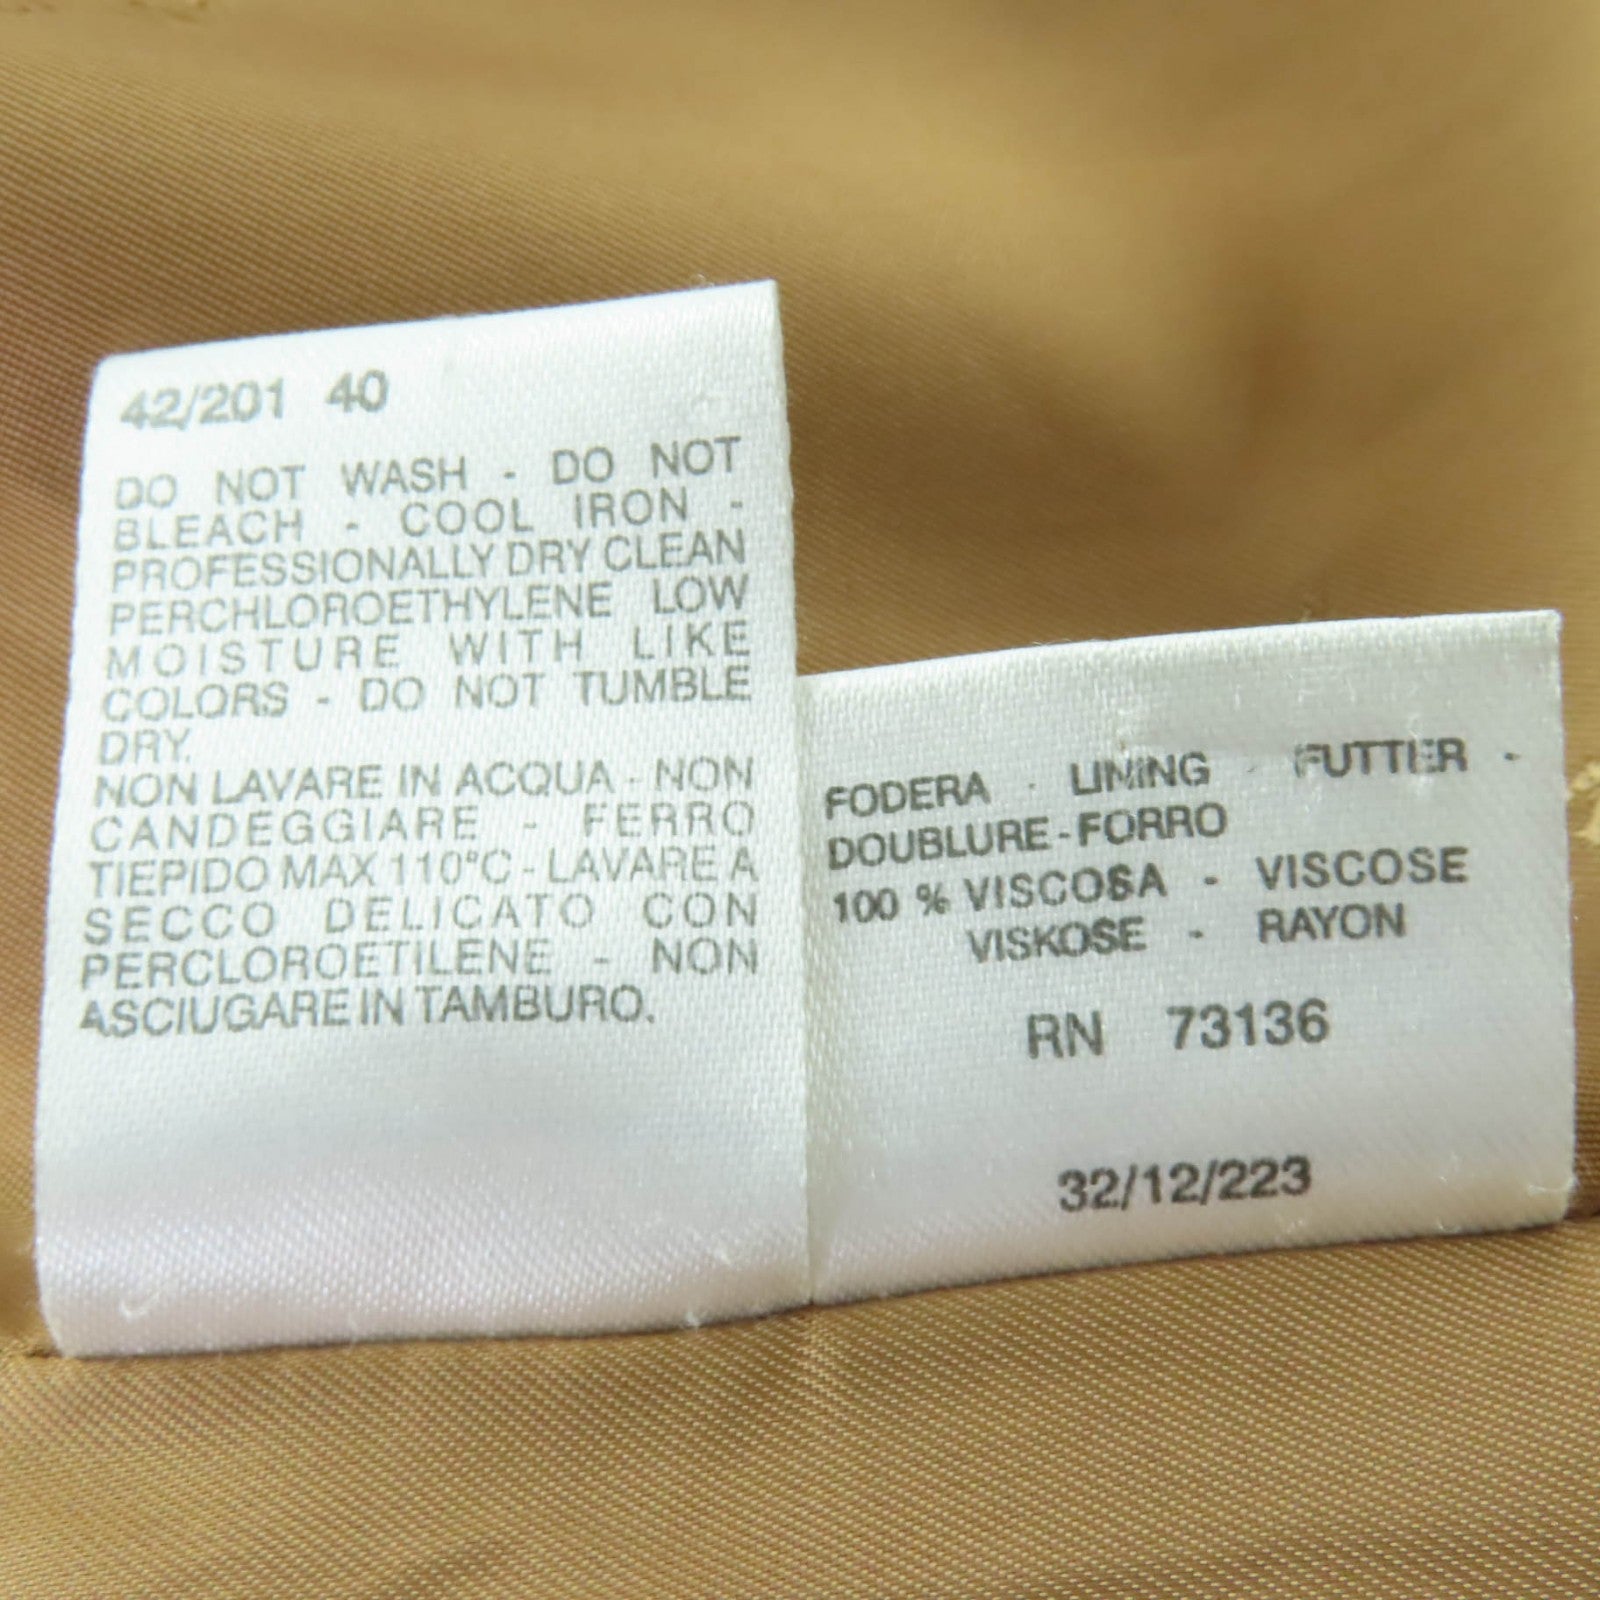 42/201 40
DO NOT WASH - DO NOT
BLEACH - COOL IRON -
PROFESSIONALLY DRY CLEAN
PERCHLOROETHYLENE LOW
MOISTURE WITH LIKE
COLORS - DO NOT TUMBLE
DRY.
NON LAVARE IN ACQUA - NON
CANDEGGIARE - FERRO
TIEPIDO MAX 110°C - LAVARE A
SECCO DELICATO CON
PERCLOROETILENE - NON
ASCIUGARE IN TAMBURO.
FODERA - LINING - FUTTER -
DOUBLURE - FORRO
100 % VISCOSA - VISCOSE
VISKOSE - RAYON
RN 73136
32/12/223